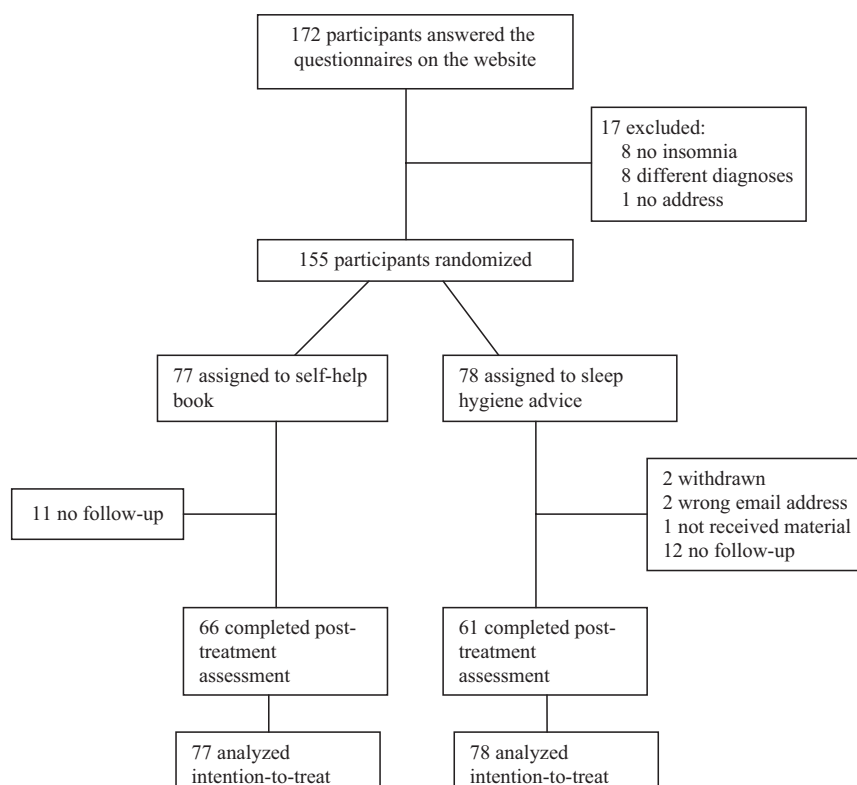 172 participants answered the
questionnaires on the website
17 excluded:
8 no insomnia
8 different diagnoses
1 no address
155 participants randomized
77 assigned to self-help
book
78 assigned to sleep
hygiene advice
11 no follow-up
2 withdrawn
2 wrong email address
1 not received material
12 no follow-up
66 completed post-
treatment
assessment
61 completed post-
treatment
assessment
77 analyzed
intention-to-treat
78 analyzed
intention-to-treat